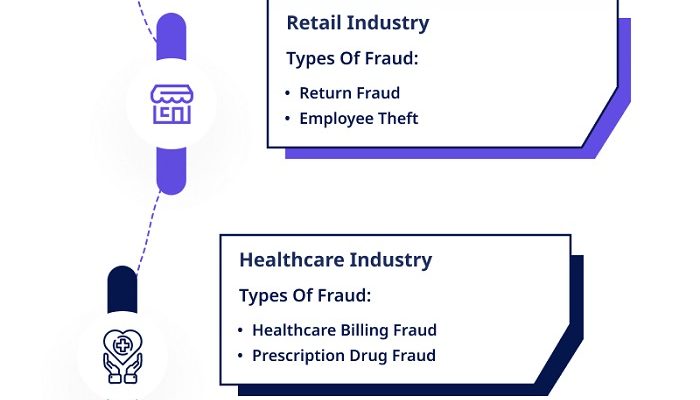 Retail Industry
Types Of Fraud:
• Return Fraud
• Employee Theft
Healthcare Industry
Types Of Fraud:
• Healthcare Billing Fraud
• Prescription Drug Fraud